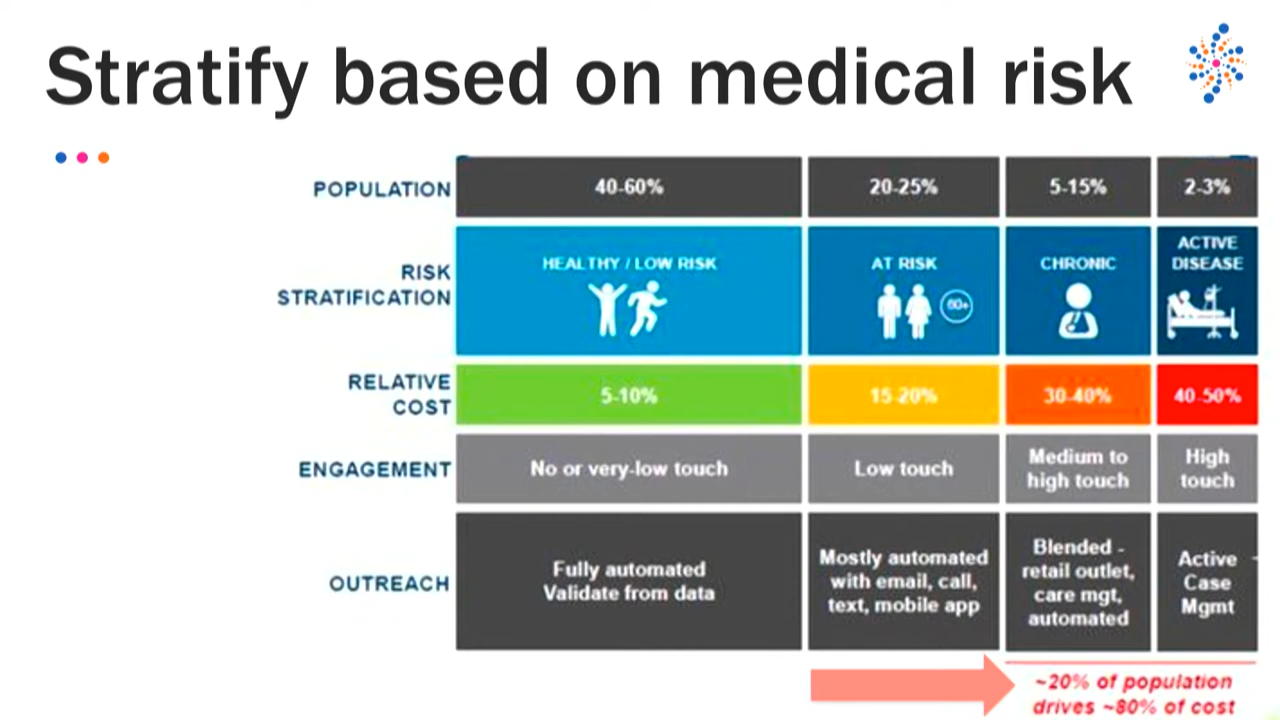 Stratify based on medical risk
POPULATION
40-60%
20-25%
5-15%
2-3%
RISK
STRATIFICATION
HEALTHY / LOW RISK
AT RISK
60+
CHRONIC
ACTIVE
DISEASE
RELATIVE
COST
5-10%
15-20%
30-40%
40-50%
ENGAGEMENT
No or very-low touch
Low touch
Medium to
high touch
High
touch
OUTREACH
Fully automated
Validate from data
Mostly automated
with email, call,
text, mobile app
Blended -
retail outlet,
care mgt,
automated
Active
Case
Mgmt
~20% of population
drives ~80% of cost